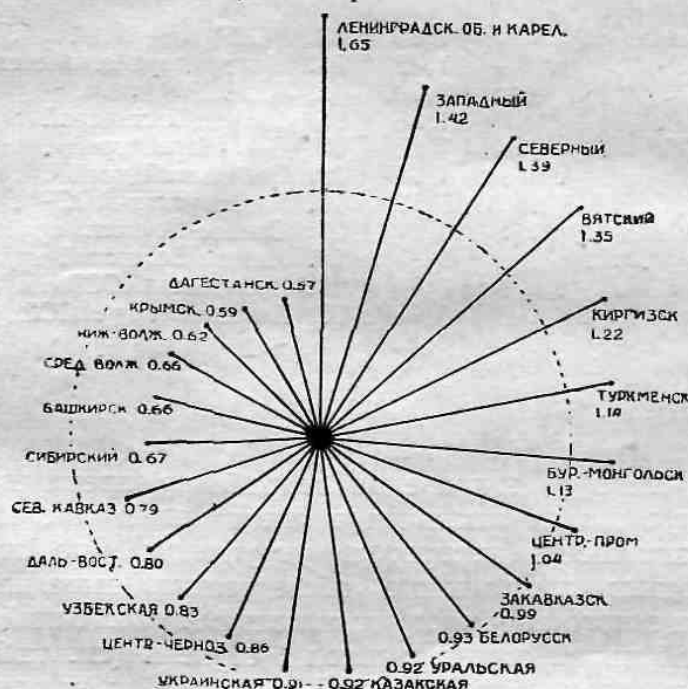 ЛЕНИНГРАДСК. ОБ. И КАРЕЛ.
1.65
ЗАПАДНЫЙ
1.42
СЕВЕРНЫЙ
1.39
ВЯТСКИЙ
1.35
КИРГИЗСК
1.22
ТУРКМЕНСК
1.14
БУР.-МОНГОЛЬСК
1.13
ЦЕНТР.-ПРОМ
1.04
ЗАКАВКАЗСК
0.99
0.93 БЕЛОРУССК
0.92 УРАЛЬСКАЯ
0.92 КАЗАКСКАЯ
УКРАИНСКАЯ 0.91
ЦЕНТР-ЧЕРНОЗ 0.86
УЗБЕКСКАЯ 0.83
ДАЛЬ-ВОСТ. 0.80
СЕВ. КАВКАЗ 0.79
СИБИРСКИЙ 0.67
БАШКИРСК. 0.66
СРЕД ВОЛЖ 0.66
НИЖ-ВОЛЖ. 0.62
КРЫМСК. 0.59
ДАГЕСТАНСК. 0.57